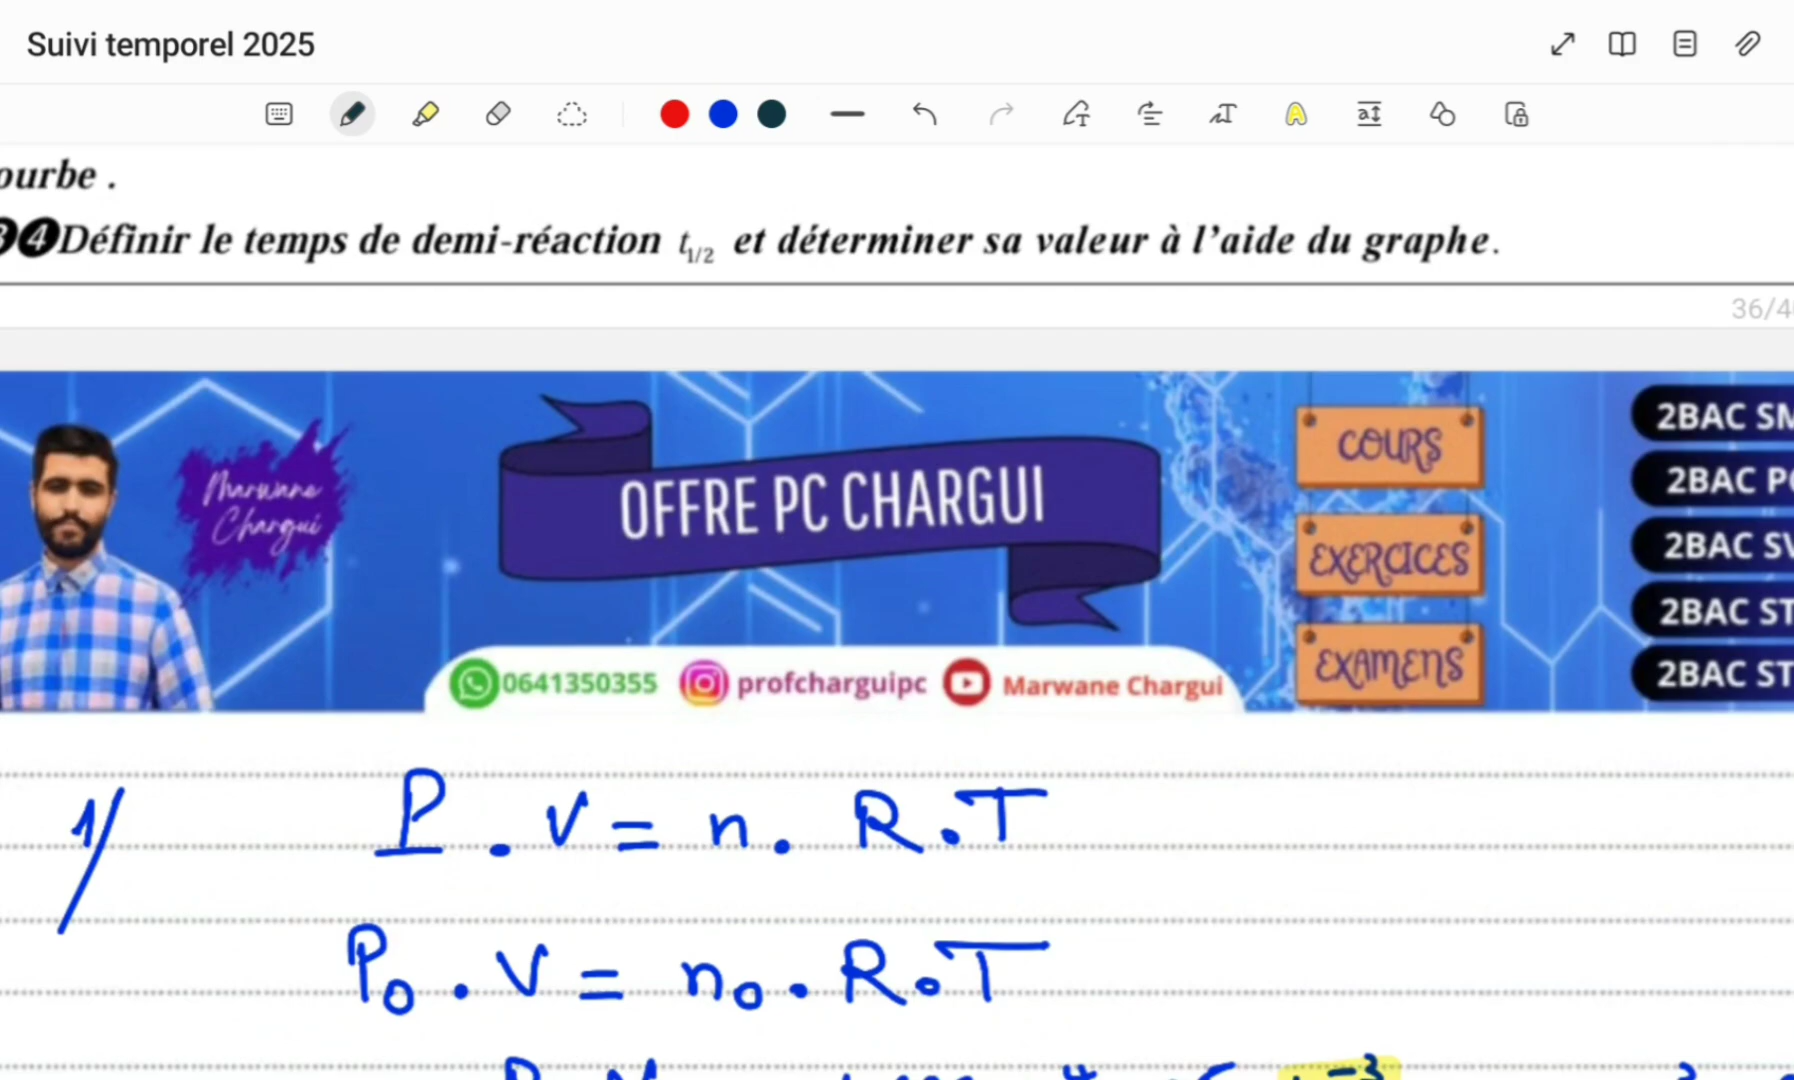 Suivi temporel 2025
ourbe .
❹Définir le temps de demi-réaction t1/2 et déterminer sa valeur à l’aide du graphe.
36/4
Marwane
Chargui
OFFRE PC CHARGUI
COURS
EXERCICES
EXAMENS
2BAC SM
2BAC P
2BAC SV
2BAC ST
2BAC ST
0641350355 profcharguipc Marwane Chargui
1/ P . V = n . R . T
P0 . V = n0 . R . T